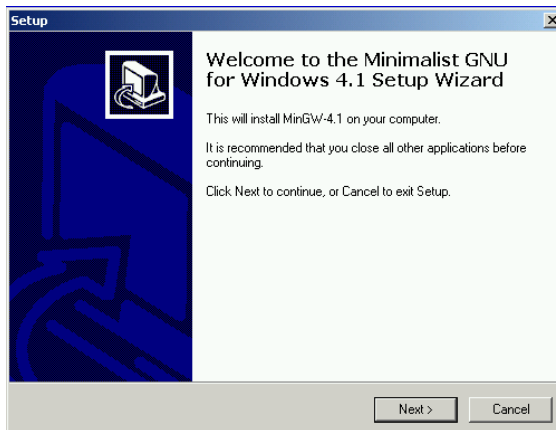 Setup
Welcome to the Minimalist GNU
for Windows 4.1 Setup Wizard
This will install MinGW-4.1 on your computer.
It is recommended that you close all other applications before
continuing.
Click Next to continue, or Cancel to exit Setup.
Next >
Cancel